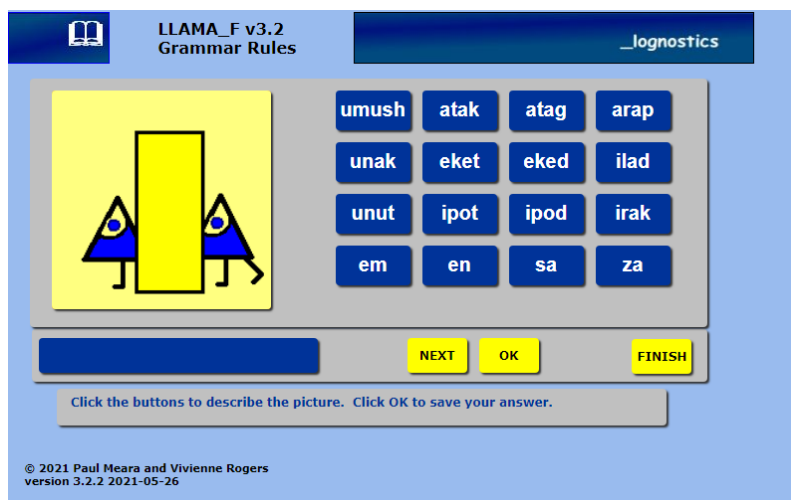 LLAMA_F v3.2
Grammar Rules
_lognostics
umush atak atag arap
unak eket eked ilad
unut ipot ipod irak
em en sa za
NEXT OK FINISH
Click the buttons to describe the picture. Click OK to save your answer.
© 2021 Paul Meara and Vivienne Rogers
version 3.2.2 2021-05-26